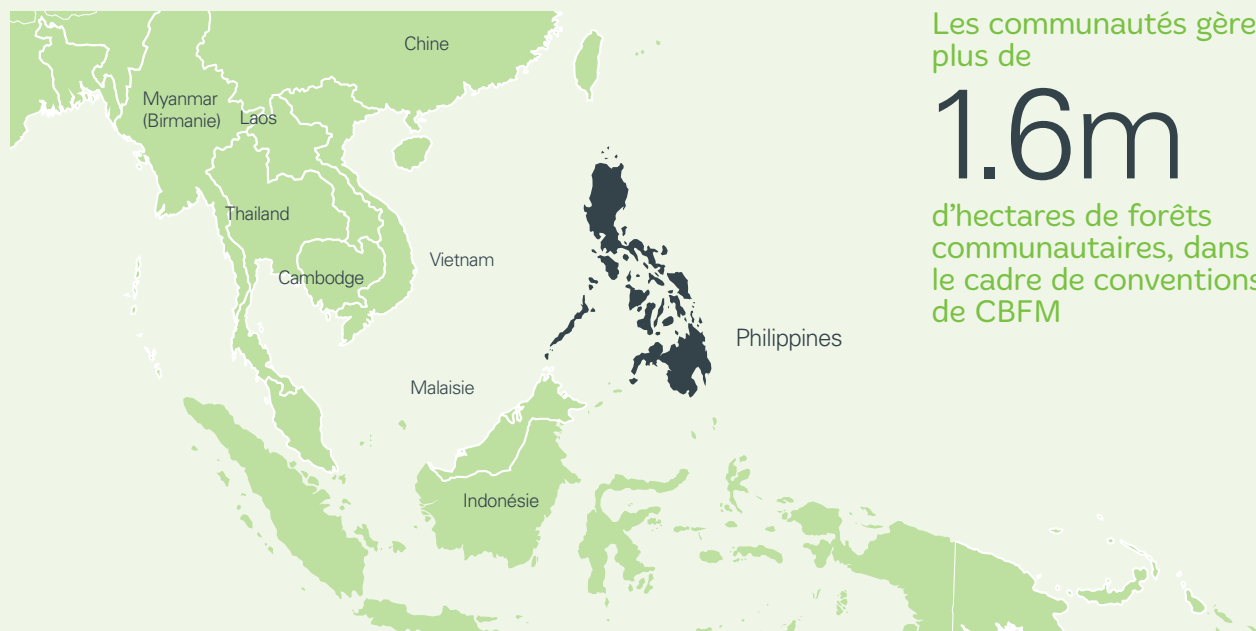 Les communautés gère
plus de
1.6m
d'hectares de forêts
communautaires, dans
le cadre de conventions
de CBFM
Chine
Myanmar
(Birmanie)
Laos
Thailand
Cambodge
Vietnam
Philippines
Malaisie
Indonésie